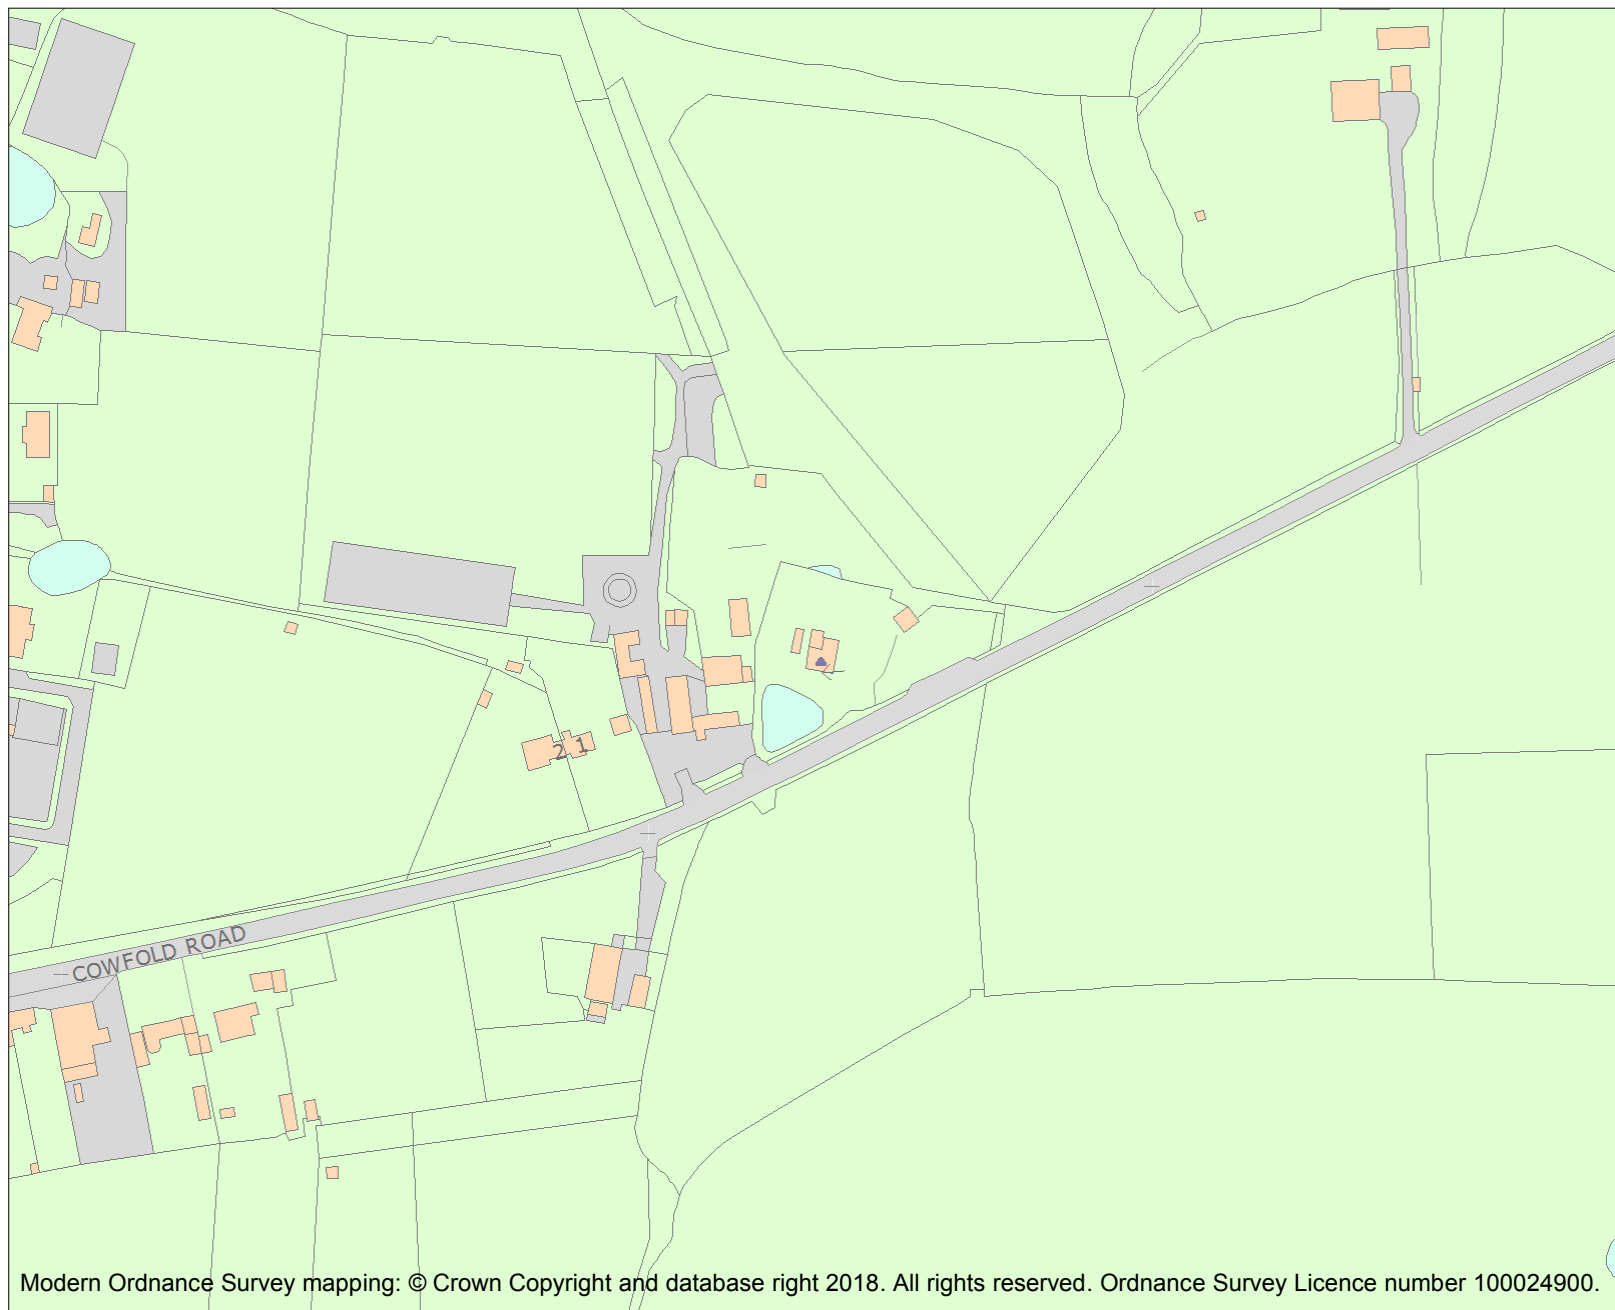 2 1
COWFOLD ROAD
Modern Ordnance Survey mapping: © Crown Copyright and database right 2018. All rights reserved. Ordnance Survey Licence number 100024900.